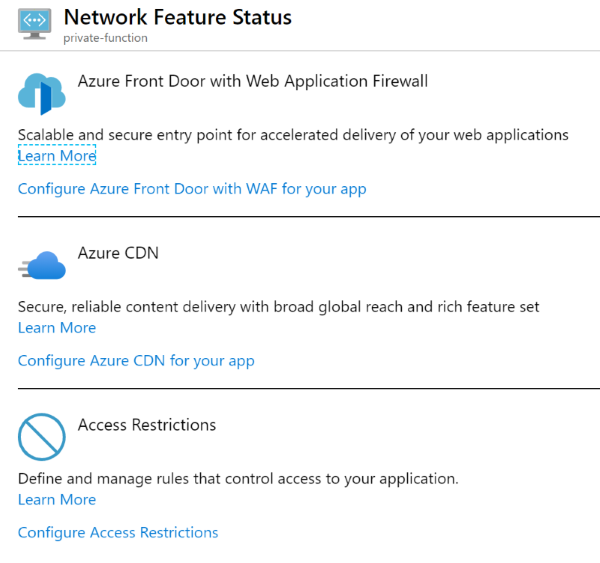 Network Feature Status
private-function
Azure Front Door with Web Application Firewall
Scalable and secure entry point for accelerated delivery of your web applications
Learn More
Configure Azure Front Door with WAF for your app
Azure CDN
Secure, reliable content delivery with broad global reach and rich feature set
Learn More
Configure Azure CDN for your app
Access Restrictions
Define and manage rules that control access to your application.
Learn More
Configure Access Restrictions